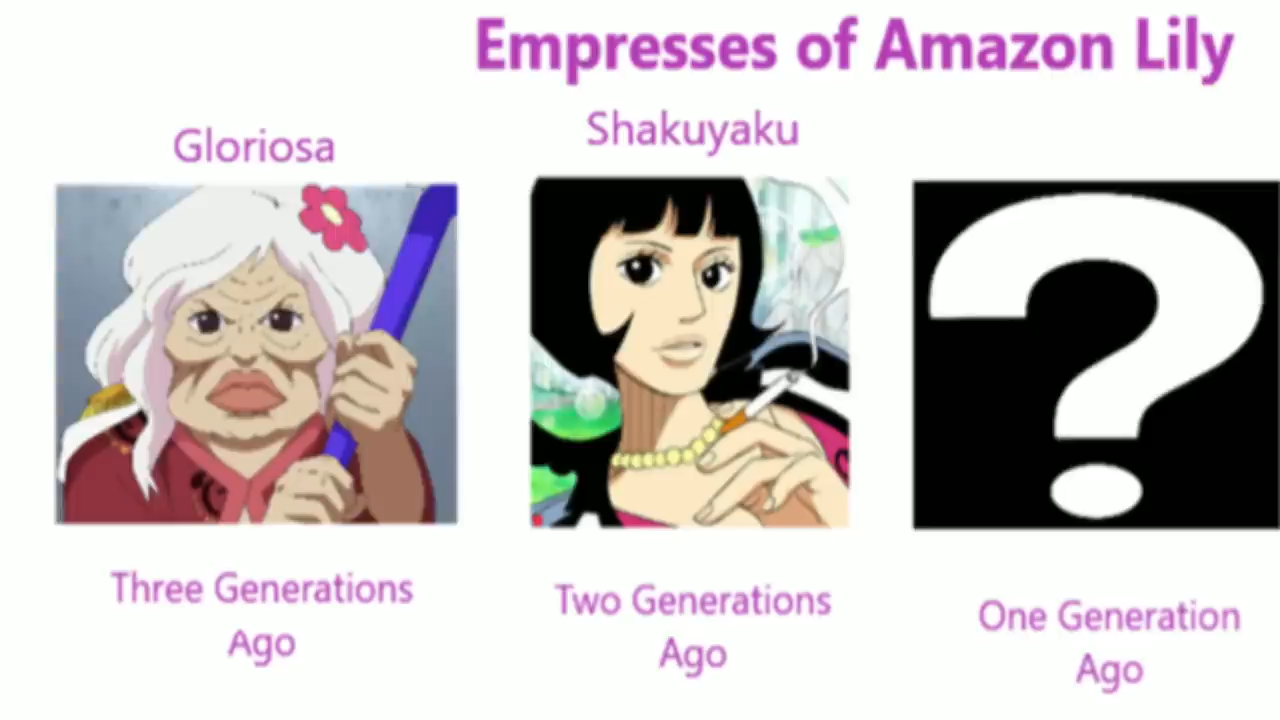 Empresses of Amazon Lily
Gloriosa
Shakuyaku
?
Three Generations
Ago
Two Generations
Ago
One Generation
Ago